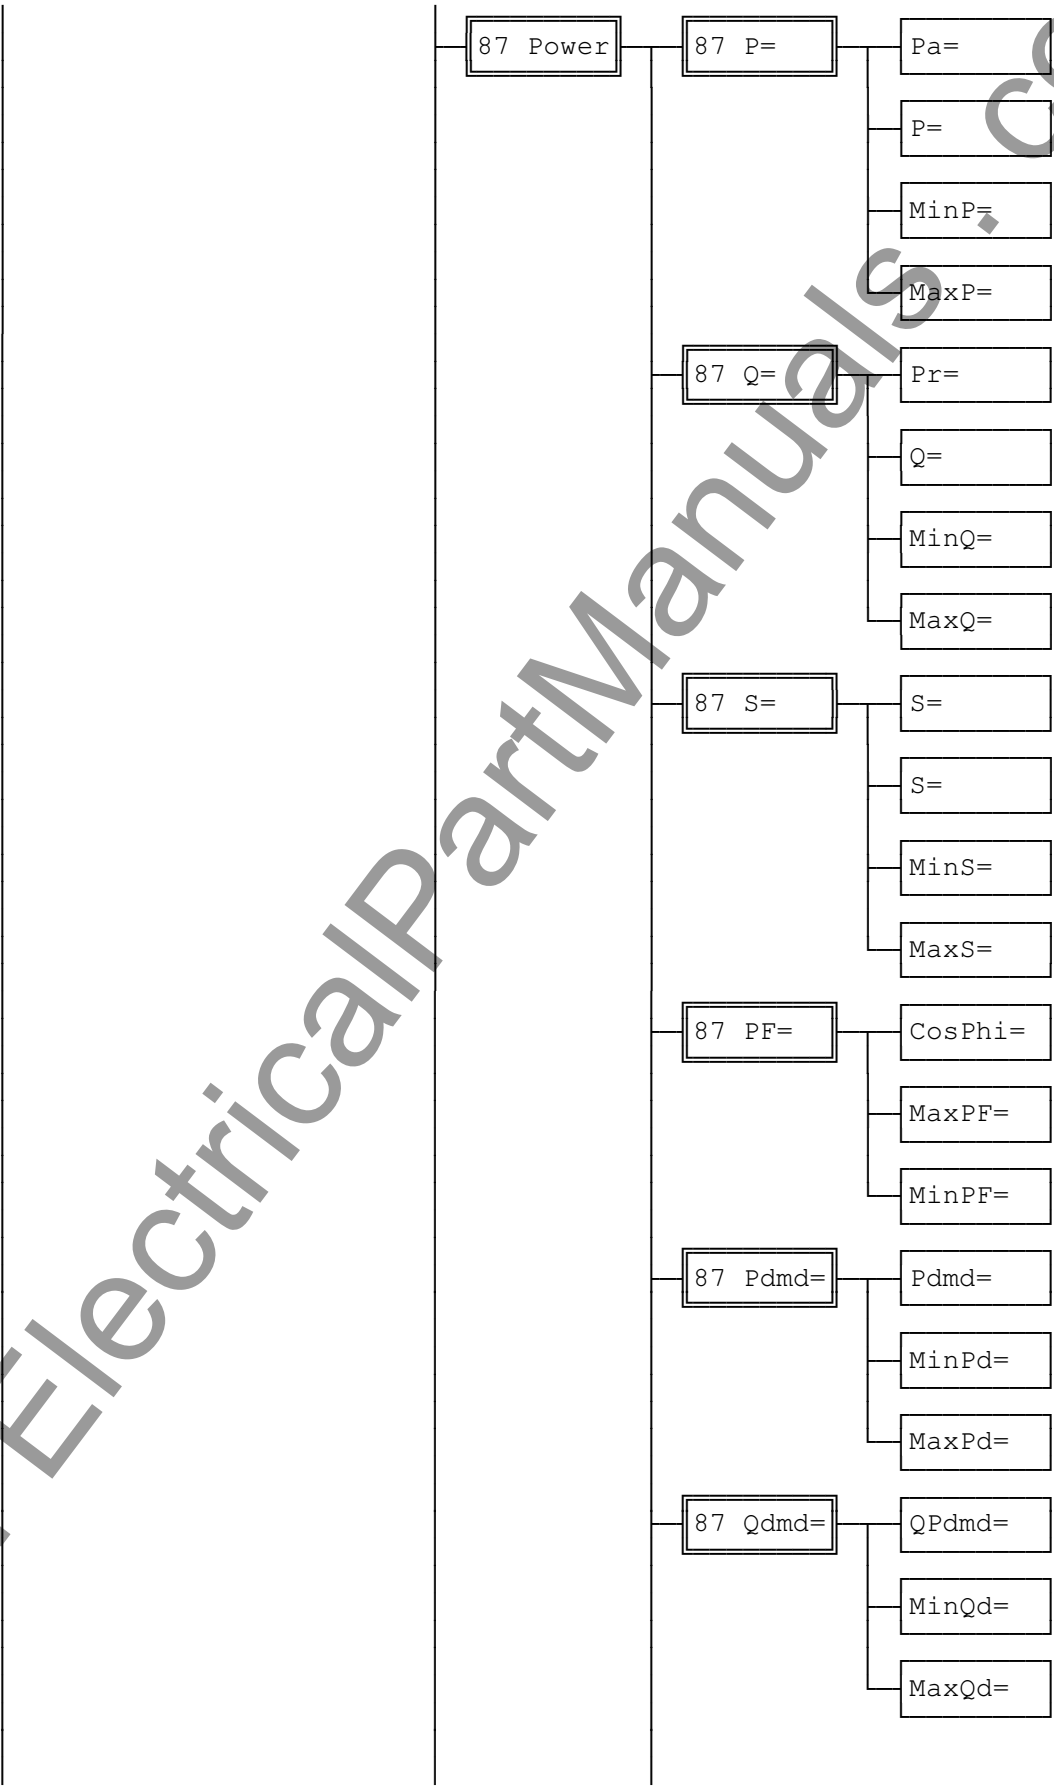 87 Power 87 P= Pa=
P=
MinP=
MaxP=
87 Q= Pr=
Q=
MinQ=
MaxQ=
87 S= S=
S=
MinS=
MaxS=
87 PF= CosPhi=
MaxPF=
MinPF=
87 Pdmd= Pdmd=
MinPd=
MaxPd=
87 Qdmd= QPdmd=
MinQd=
MaxQd=
ElectricalPartManuals . co